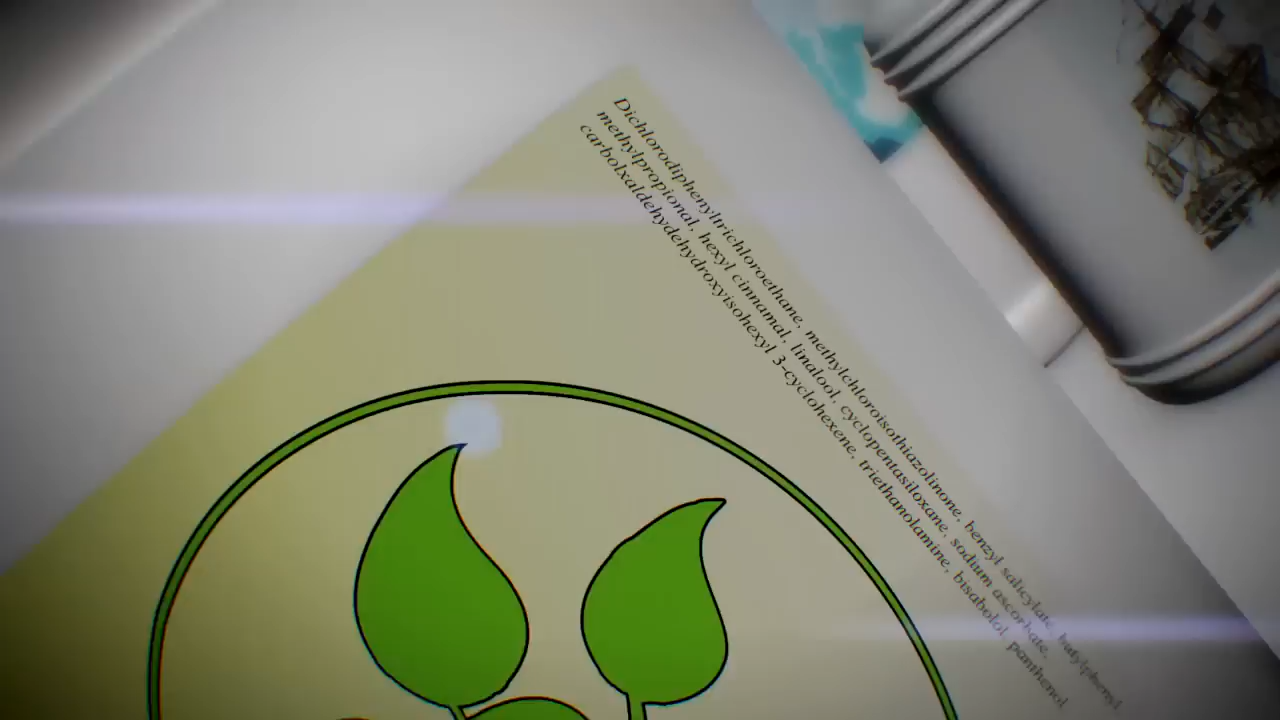 Dichlorodiphenyltrichloroethane, methylchloroisothiazolinone, benzyl salicylate, butylphenyl
methylpropional, hexyl cinnamal, linalool, cyclopentasiloxane, sodium ascorbate,
carbolxaldehydehydroxyisohexyl 3-cyclohexene, triethanolamine, bisabolol, panthenol